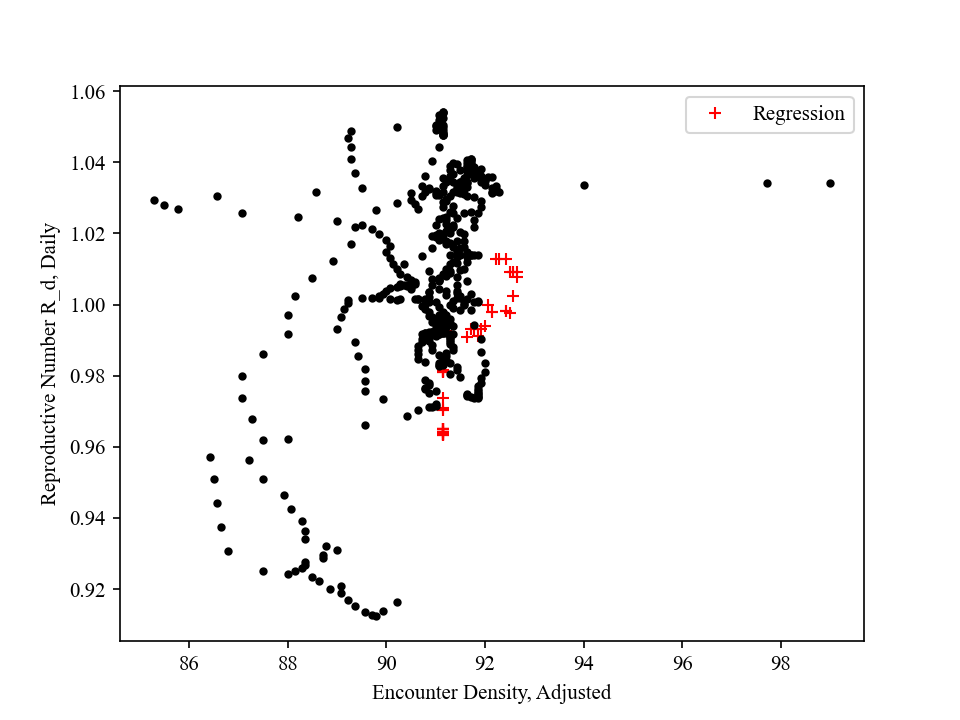 Regression
1.06
1.04
1.02
1.00
0.98
0.96
0.94
0.92
Reproductive Number R_d, Daily
86 88 90 92 94 96 98
Encounter Density, Adjusted